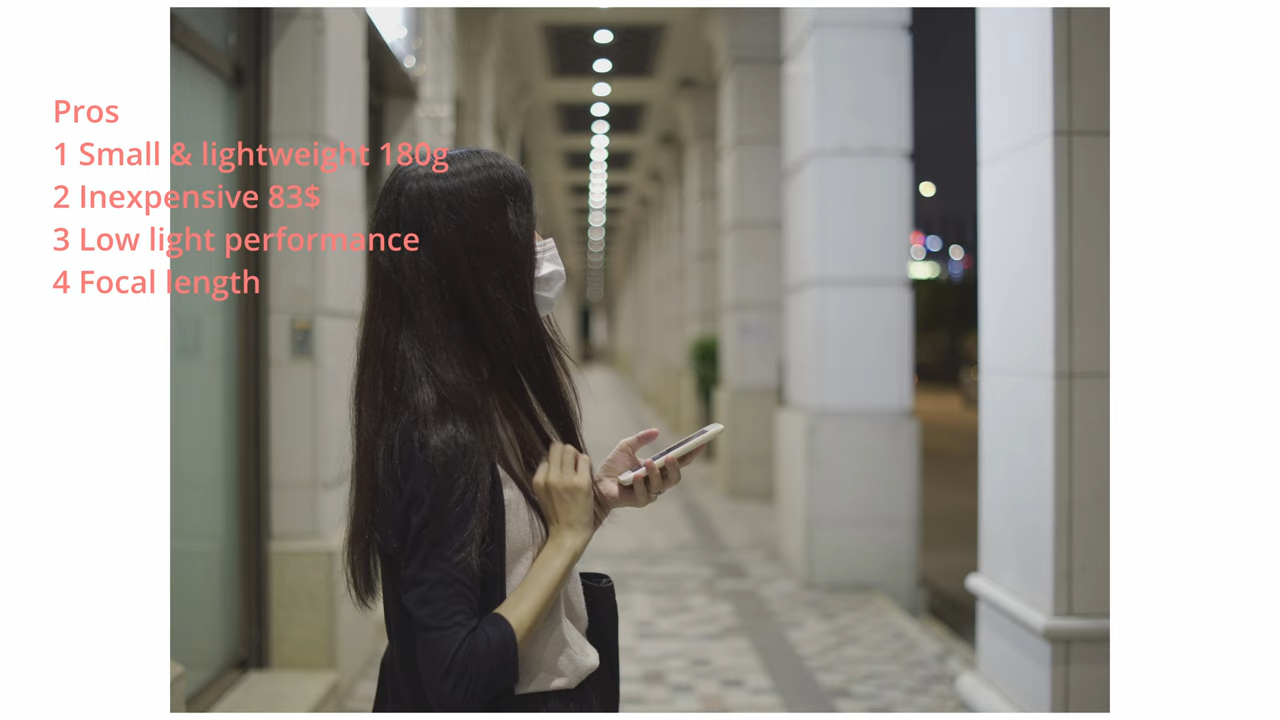 Pros
1 Small & lightweight 180g
2 Inexpensive 83$
3 Low light performance
4 Focal length